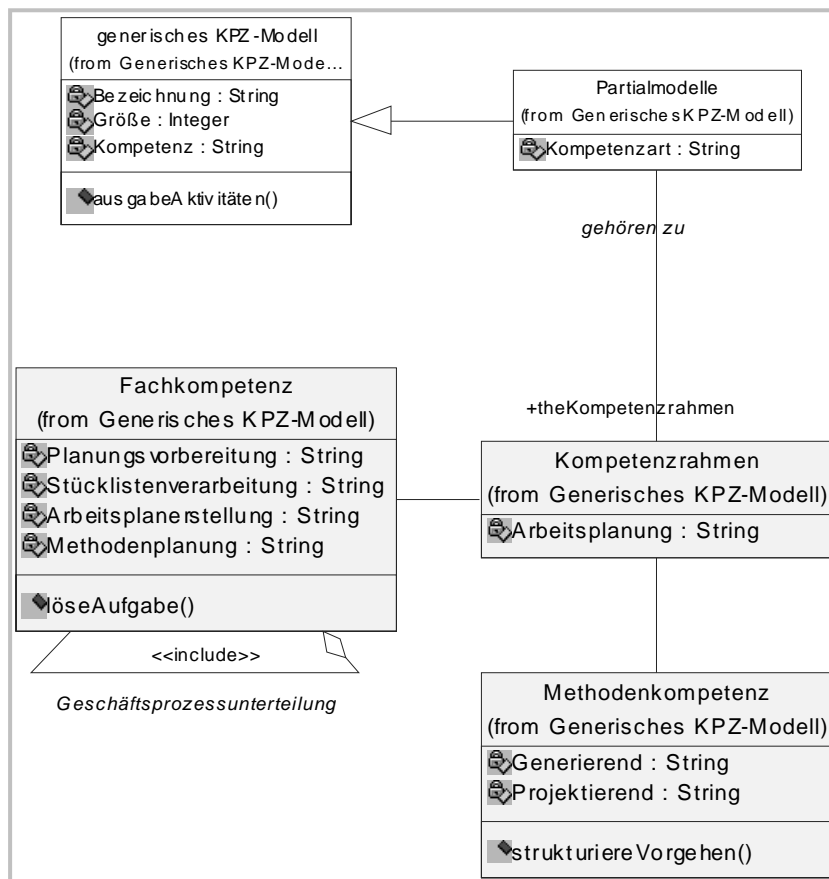 generisches KPZ-Modell
(from Generisches KPZ-Mode...
Bezeichnung : String
Größe : Integer
Kompetenz : String
ausgabeAktivitäten()
Partialmodelle
(from GenerischesKPZ-Modell)
Kompetenzart : String
gehören zu
+theKompetenzrahmen
Fachkompetenz
(from Generisches KPZ-Modell)
Planungsvorbereitung : String
Stücklistenverarbeitung : String
Arbeitsplanerstellung : String
Methodenplanung : String
löseAufgabe()
<<include>>
Geschäftsprozessunterteilung
Kompetenzrahmen
(from Generisches KPZ-Modell)
Arbeitsplanung : String
Methodenkompetenz
(from Generisches KPZ-Modell)
Generierend : String
Projektierend : String
strukturiereVorgehen()